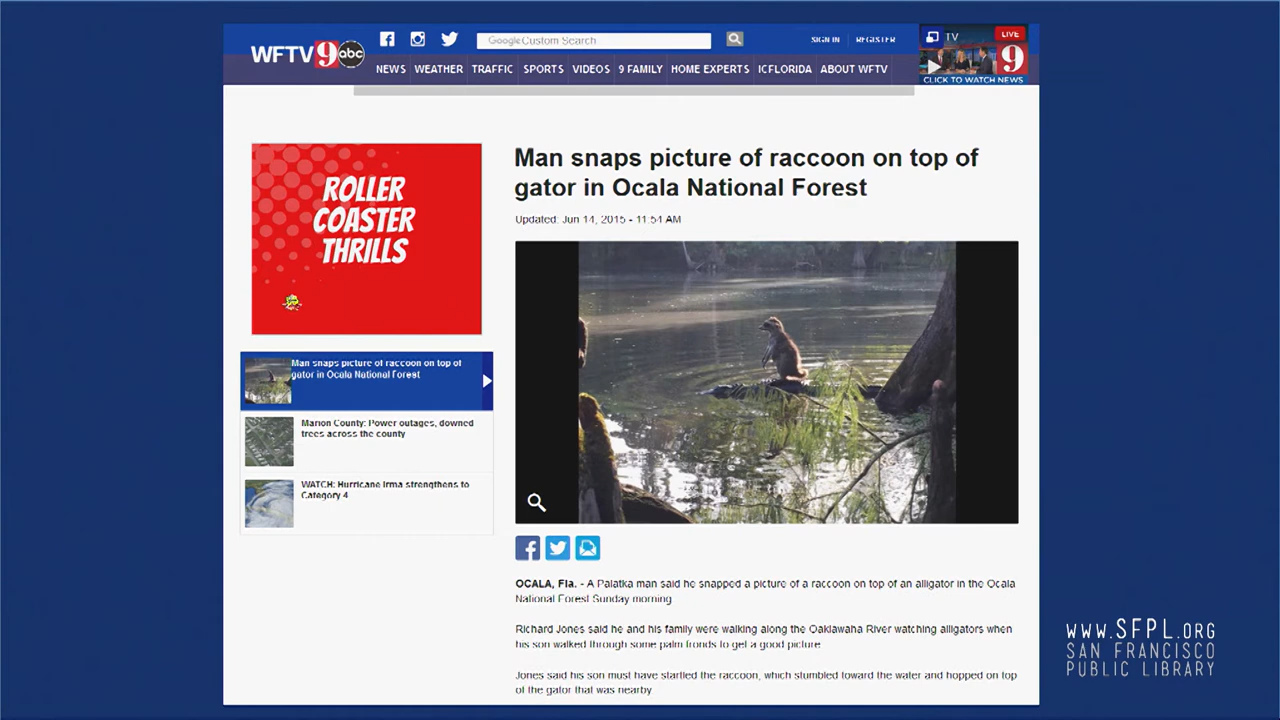 WFTV 9 abc
Google Custom Search
SIGN IN REGISTER
TV LIVE
9
CLICK TO WATCH NEWS
NEWS WEATHER TRAFFIC SPORTS VIDEOS 9 FAMILY HOME EXPERTS ICFLORIDA ABOUT WFTV
ROLLER
COASTER
THRILLS
Man snaps picture of raccoon on top of
gator in Ocala National Forest
Marion County: Power outages, downed
trees across the county
WATCH: Hurricane Irma strengthens to
Category 4
Man snaps picture of raccoon on top of
gator in Ocala National Forest
Updated: Jun 14, 2015 - 11:54 AM
OCALA, Fla. - A Palatka man said he snapped a picture of a raccoon on top of an alligator in the Ocala
National Forest Sunday morning
Richard Jones said he and his family were walking along the Oaklawaha River watching alligators when
his son walked through some palm fronds to get a good picture
Jones said his son must have startled the raccoon, which stumbled toward the water and hopped on top
of the gator that was nearby
WWW.SFPL.ORG
SAN FRANCISCO
PUBLIC LIBRARY